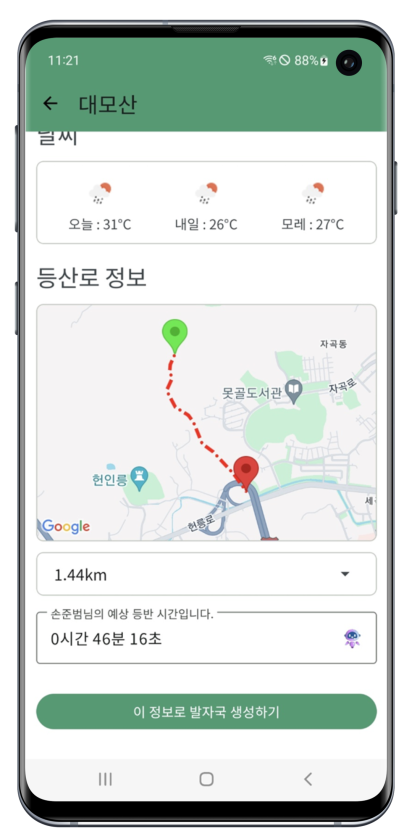 11:21
88%
대모산
날씨
오늘 : 31°C
내일 : 26°C
모레 : 27°C
등산로 정보
자곡동
못골도서관
자곡로
헌인릉
세
헌릉로
Google
1.44km
손준범님의 예상 등반 시간입니다.
0시간 46분 16초
이 정보로 발자국 생성하기